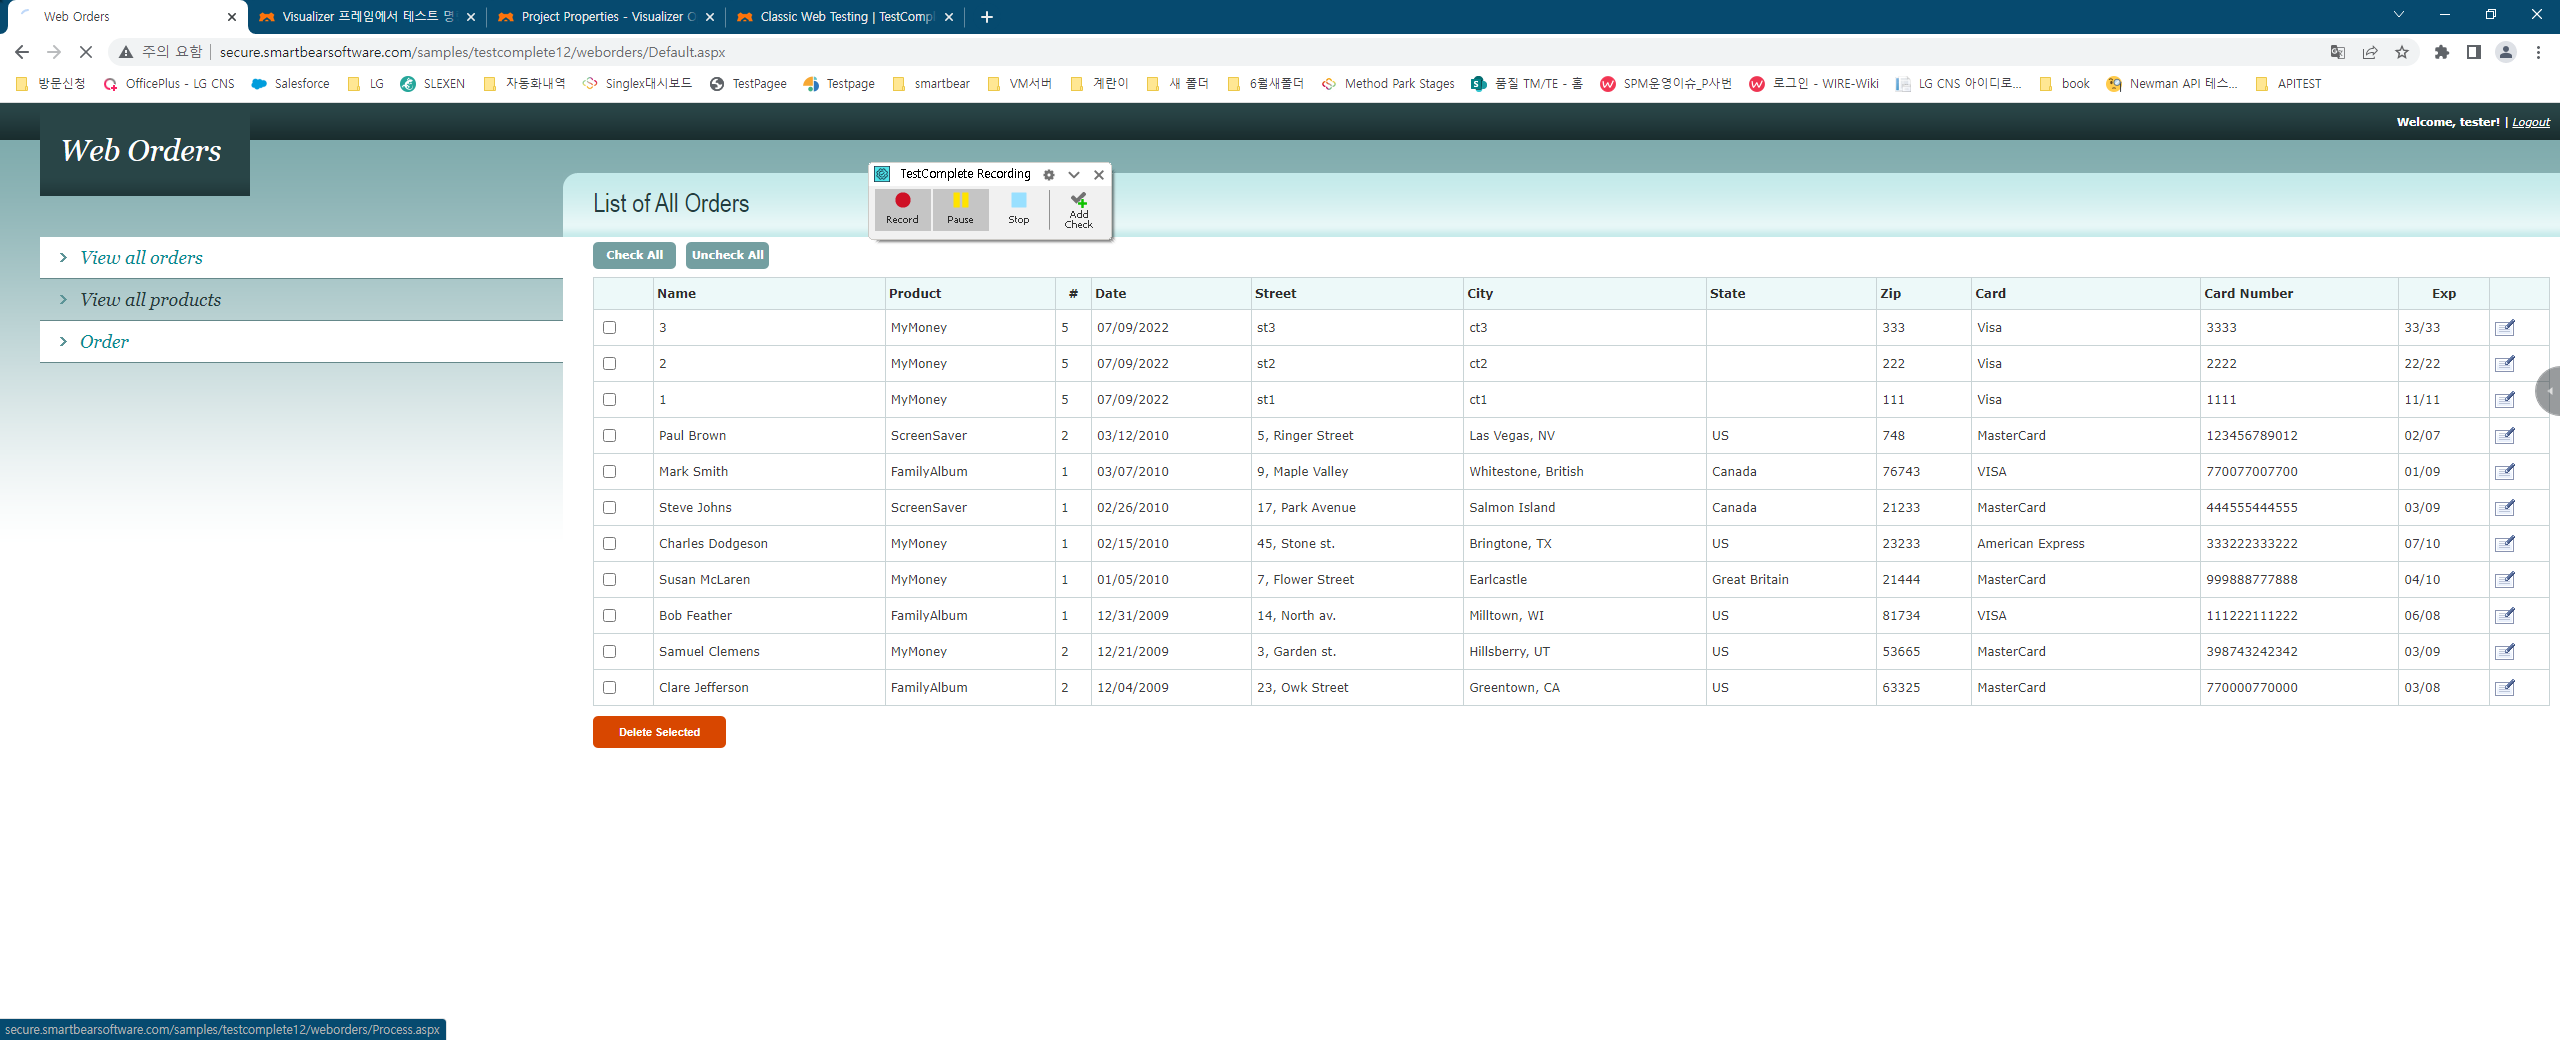 Web Orders
Visualizer 프레임에서 테스트 명
Project Properties - Visualizer O
Classic Web Testing | TestCompl
주의 요함 | secure.smartbearsoftware.com/samples/testcomplete12/weborders/Default.aspx
방문신청 OfficePlus - LG CNS Salesforce LG SLEXEN 자동화내역 Singlex대시보드 TestPagee Testpage smartbear VM서버 계란이 새 폴더 6월새폴더 Method Park Stages 품질 TM/TE - 홈 SPM운영이슈_P사번 로그인 - WIRE-Wiki LG CNS 아이디로... book Newman API 테스... APITEST
Welcome, tester! | Logout
Web Orders
TestComplete Recording
Record Pause Stop Add Check
List of All Orders
View all orders
View all products
Order
Check All Uncheck All
Name Product # Date Street City State Zip Card Card Number Exp
3 MyMoney 5 07/09/2022 st3 ct3 333 Visa 3333 33/33
2 MyMoney 5 07/09/2022 st2 ct2 222 Visa 2222 22/22
1 MyMoney 5 07/09/2022 st1 ct1 111 Visa 1111 11/11
Paul Brown ScreenSaver 2 03/12/2010 5, Ringer Street Las Vegas, NV US 748 MasterCard 123456789012 02/07
Mark Smith FamilyAlbum 1 03/07/2010 9, Maple Valley Whitestone, British Canada 76743 VISA 770077007700 01/09
Steve Johns ScreenSaver 1 02/26/2010 17, Park Avenue Salmon Island Canada 21233 MasterCard 444555444555 03/09
Charles Dodgeson MyMoney 1 02/15/2010 45, Stone st. Bringtone, TX US 23233 American Express 333222333222 07/10
Susan McLaren MyMoney 1 01/05/2010 7, Flower Street Earlcastle Great Britain 21444 MasterCard 999888777888 04/10
Bob Feather FamilyAlbum 1 12/31/2009 14, North av. Milltown, WI US 81734 VISA 111222111222 06/08
Samuel Clemens MyMoney 2 12/21/2009 3, Garden st. Hillsberry, UT US 53665 MasterCard 398743242342 03/09
Clare Jefferson FamilyAlbum 2 12/04/2009 23, Owk Street Greentown, CA US 63325 MasterCard 770000770000 03/08
Delete Selected
secure.smartbearsoftware.com/samples/testcomplete12/weborders/Process.aspx